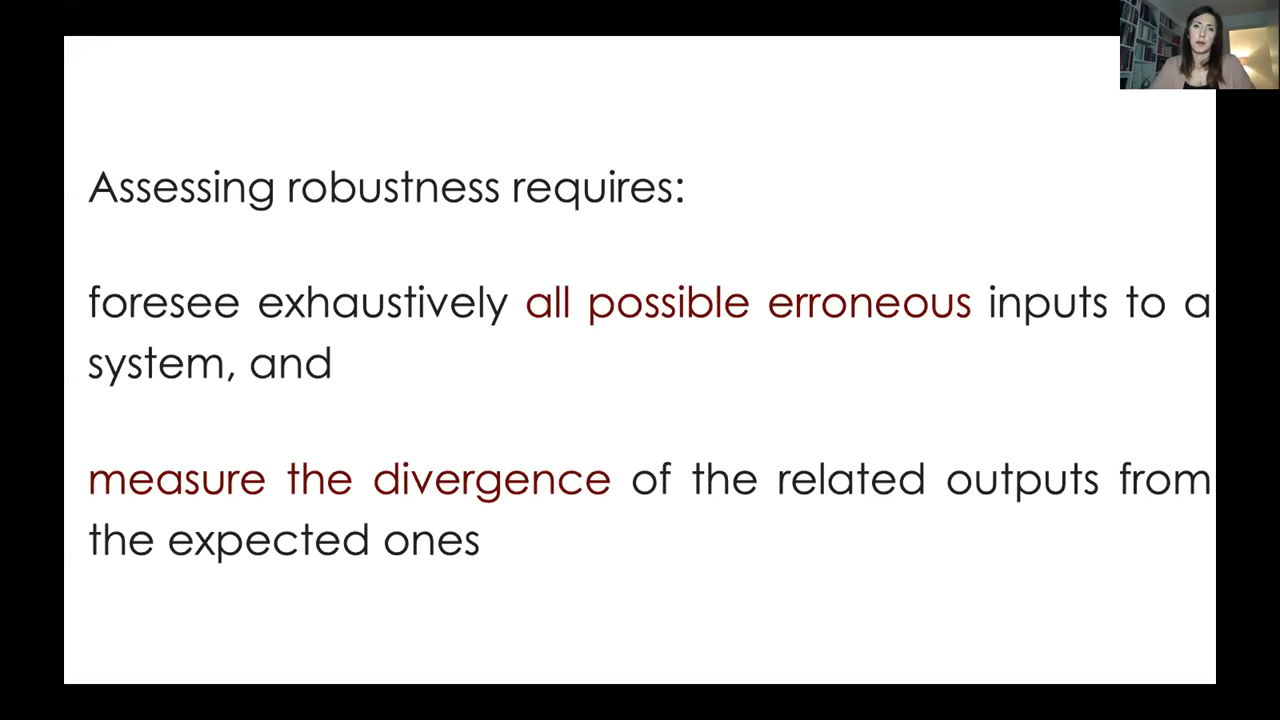 Assessing robustness requires:
foresee exhaustively all possible erroneous inputs to a
system, and
measure the divergence of the related outputs from
the expected ones